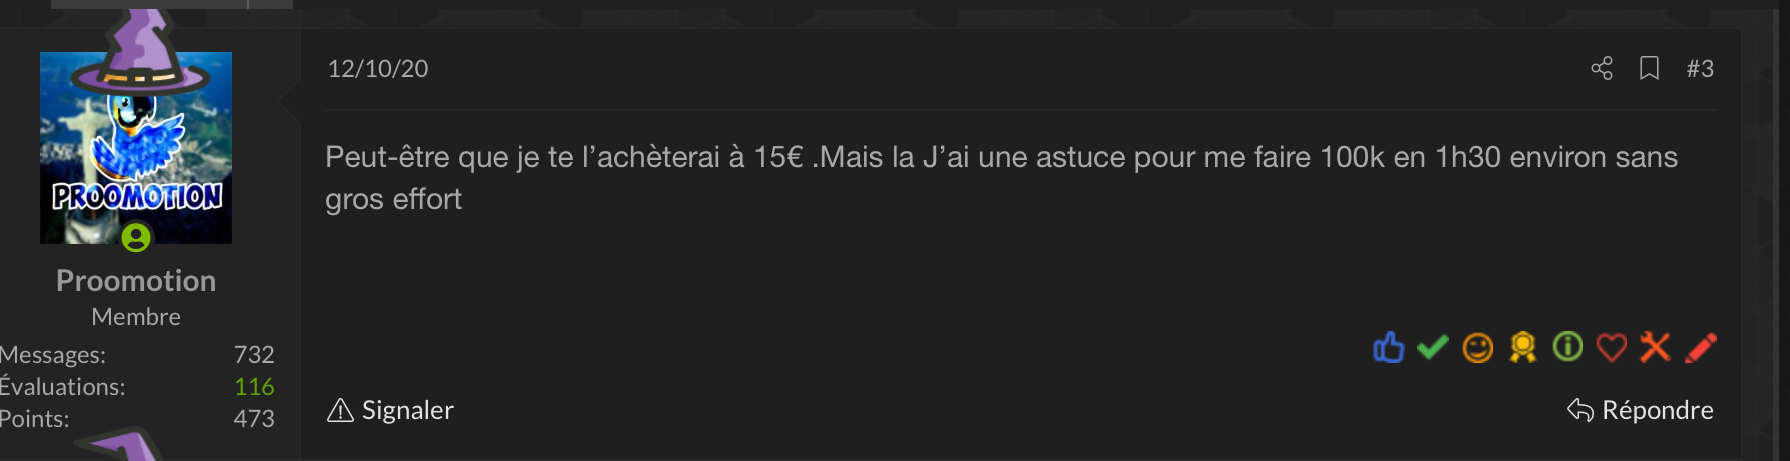 12/10/20
#3
PROOMOTION
Peut-être que je te l’achèterai à 15€ .Mais la J’ai une astuce pour me faire 100k en 1h30 environ sans
gros effort
Proomotion
Membre
Messages: 732
Évaluations: 116
Points: 473
Signaler
Répondre